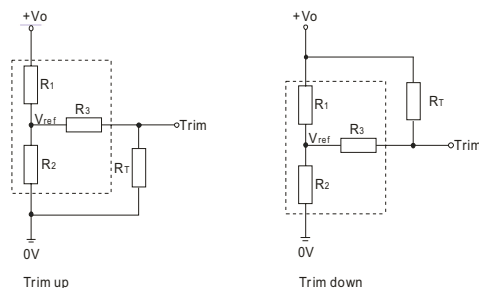 +Vo
R1
Vref
R3
Trim
R2
RT
0V
Trim up
+Vo
R1
RT
Vref
R3
Trim
R2
0V
Trim down